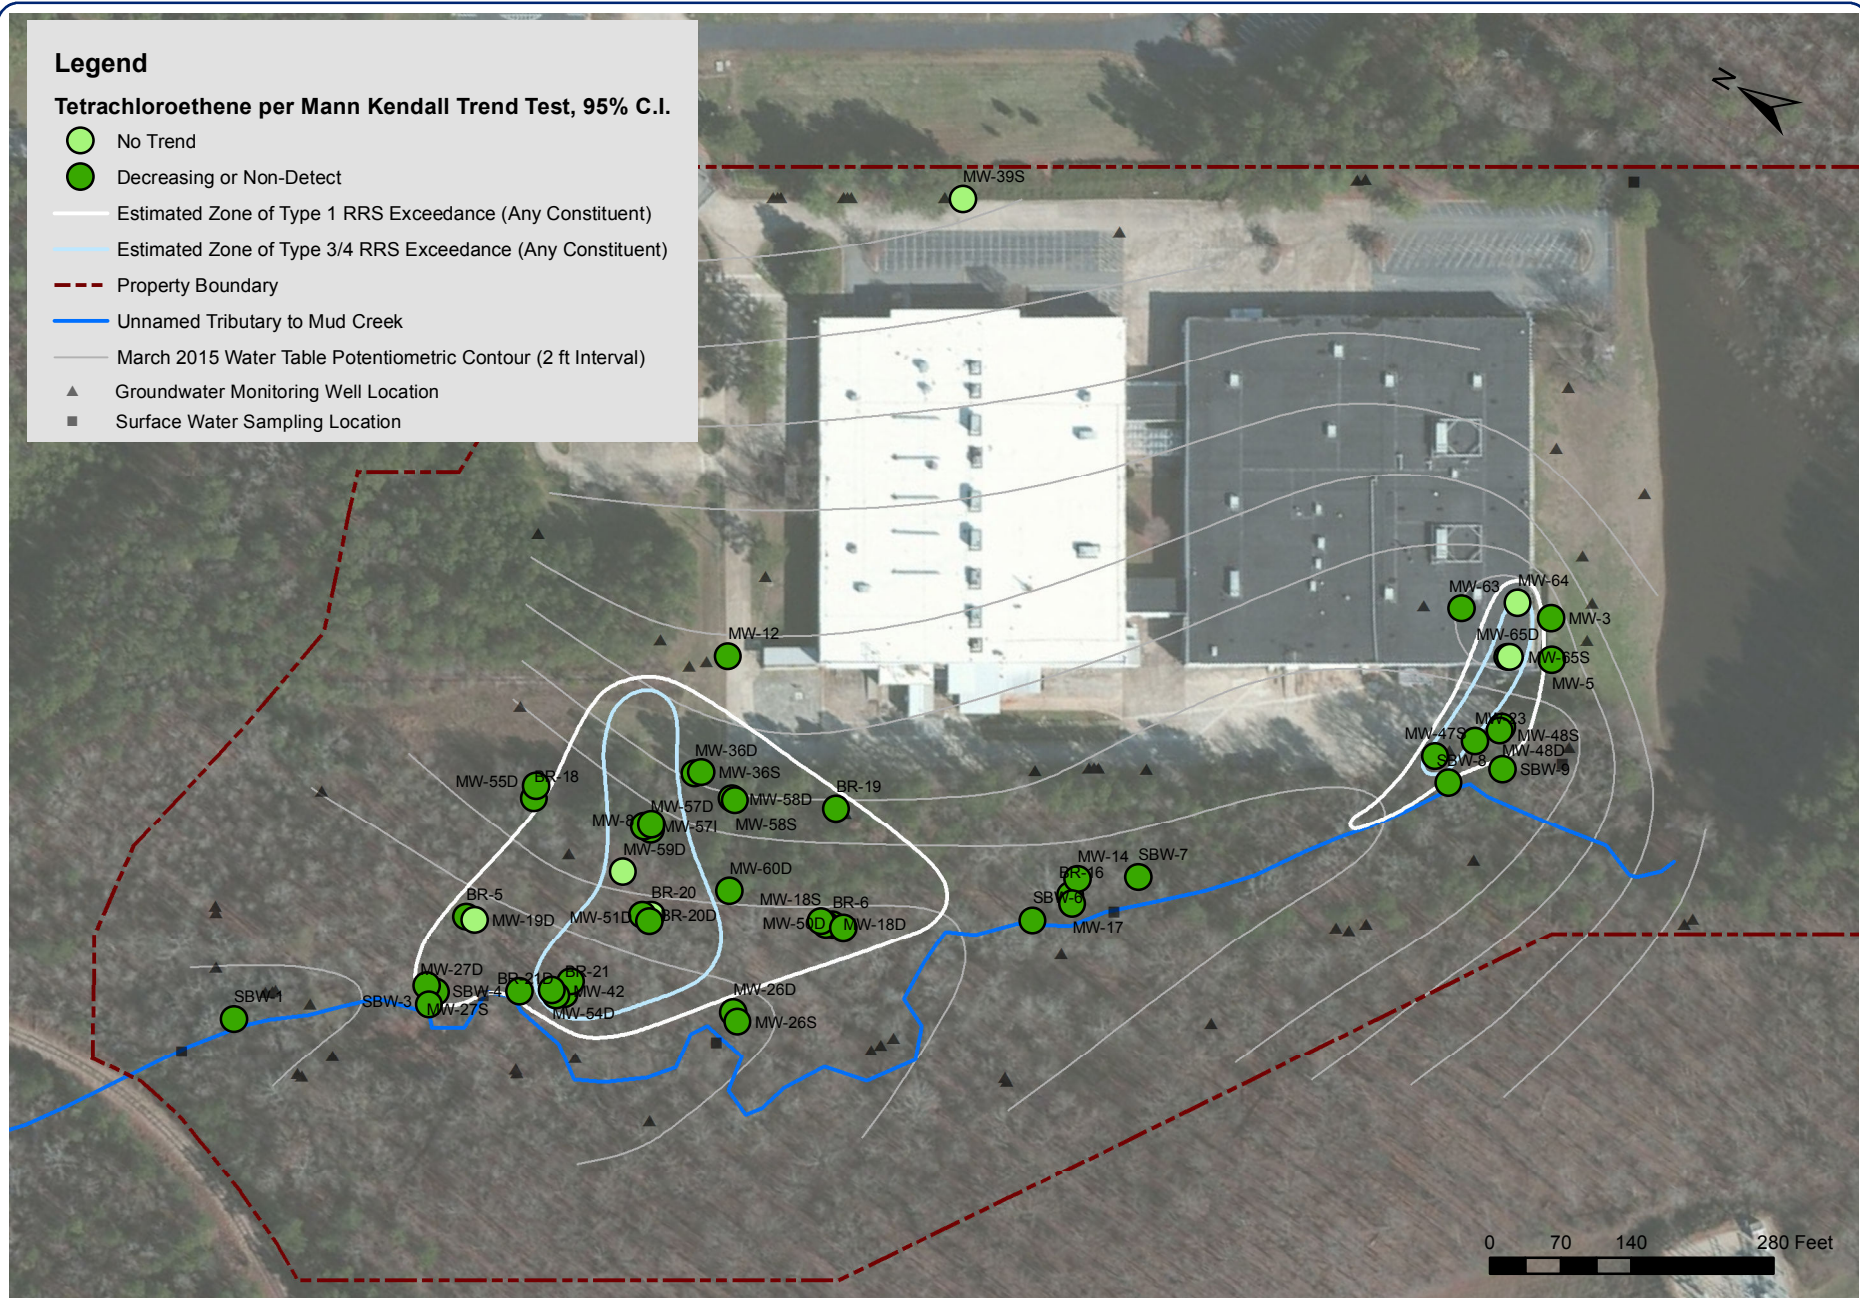 Legend
Tetrachloroethene per Mann Kendall Trend Test, 95% C.I.
No Trend
Decreasing or Non-Detect
Estimated Zone of Type 1 RRS Exceedance (Any Constituent)
Estimated Zone of Type 3/4 RRS Exceedance (Any Constituent)
Property Boundary
Unnamed Tributary to Mud Creek
March 2015 Water Table Potentiometric Contour (2 ft Interval)
Groundwater Monitoring Well Location
Surface Water Sampling Location
N
MW-39S
MW-63
MW-64
MW-3
MW-65D
MW-65S
MW-5
MW-12
MW-23
MW-47S
MW-48S
MW-48D
SBW-8
SBW-9
MW-36D
MW-36S
MW-55D
BR-18
MW-58D
MW-58S
BR-19
MW-57D
MW-8
MW-57I
MW-59D
MW-60D
MW-14
SBW-7
BR-16
SBW-6
MW-17
BR-5
MW-19D
BR-20
MW-51D
BR-20D
MW-18S
BR-6
MW-50D
MW-18D
MW-27D
SBW-4
SBW-3
MW-27S
BR-21D
BR-21
MW-42
MW-54D
SBW-1
MW-26D
MW-26S
0 70 140 280 Feet